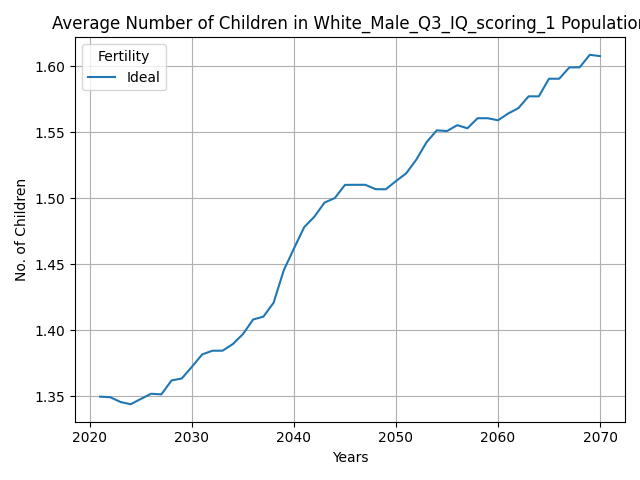 Average Number of Children in White_Male_Q3_IQ_scoring_1 Population
Fertility
Ideal
No. of Children
1.60
1.55
1.50
1.45
1.40
1.35
2020 2030 2040 2050 2060 2070
Years